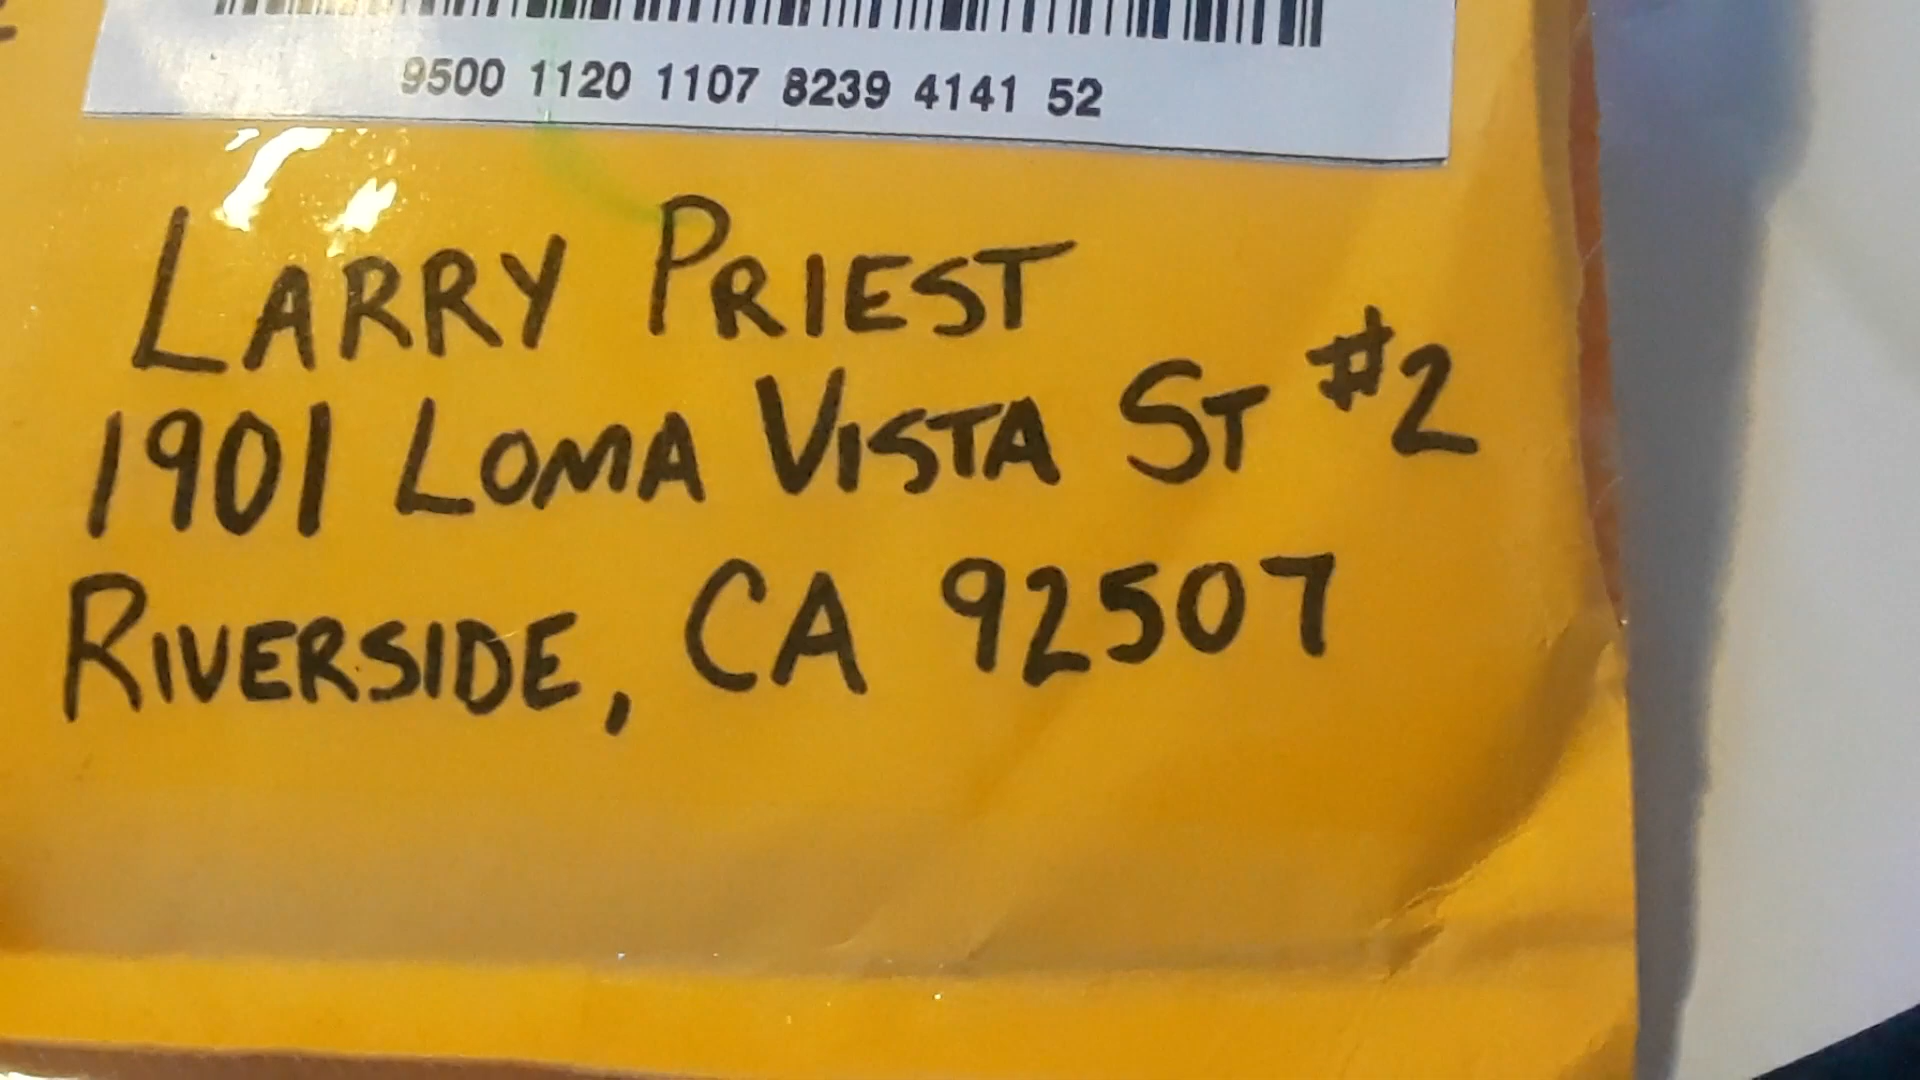 9500 1120 1107 8239 4141 52
LARRY PRIEST
1901 LOMA VISTA ST #2
RIVERSIDE, CA 92507